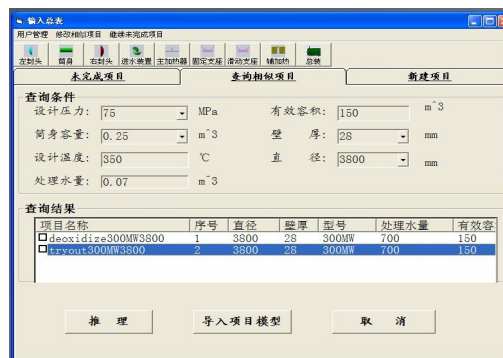 输入总表
用户管理 修改相似项目 继续未完成项目
左封头 筒身 右封头 进水装置 主加热器 固定支座 滑动支座 辅加热 总装
未完成项目 查询相似项目 新建项目
查询条件
设计压力: 75 MPa 有效容积: 150 m^3
筒身容量: 0.25 m^3 壁 厚: 28 mm
设计温度: 350 ℃ 直 径: 3800 mm
处理水量: 0.07 m^3
查询结果
项目名称 序号 直径 壁厚 型号 处理水量 有效容
deoxidize300MW3800 1 3800 28 300MW 700 150
tryout300MW3800 2 3800 28 300MW 700 150
推 理 导入项目模型 取 消